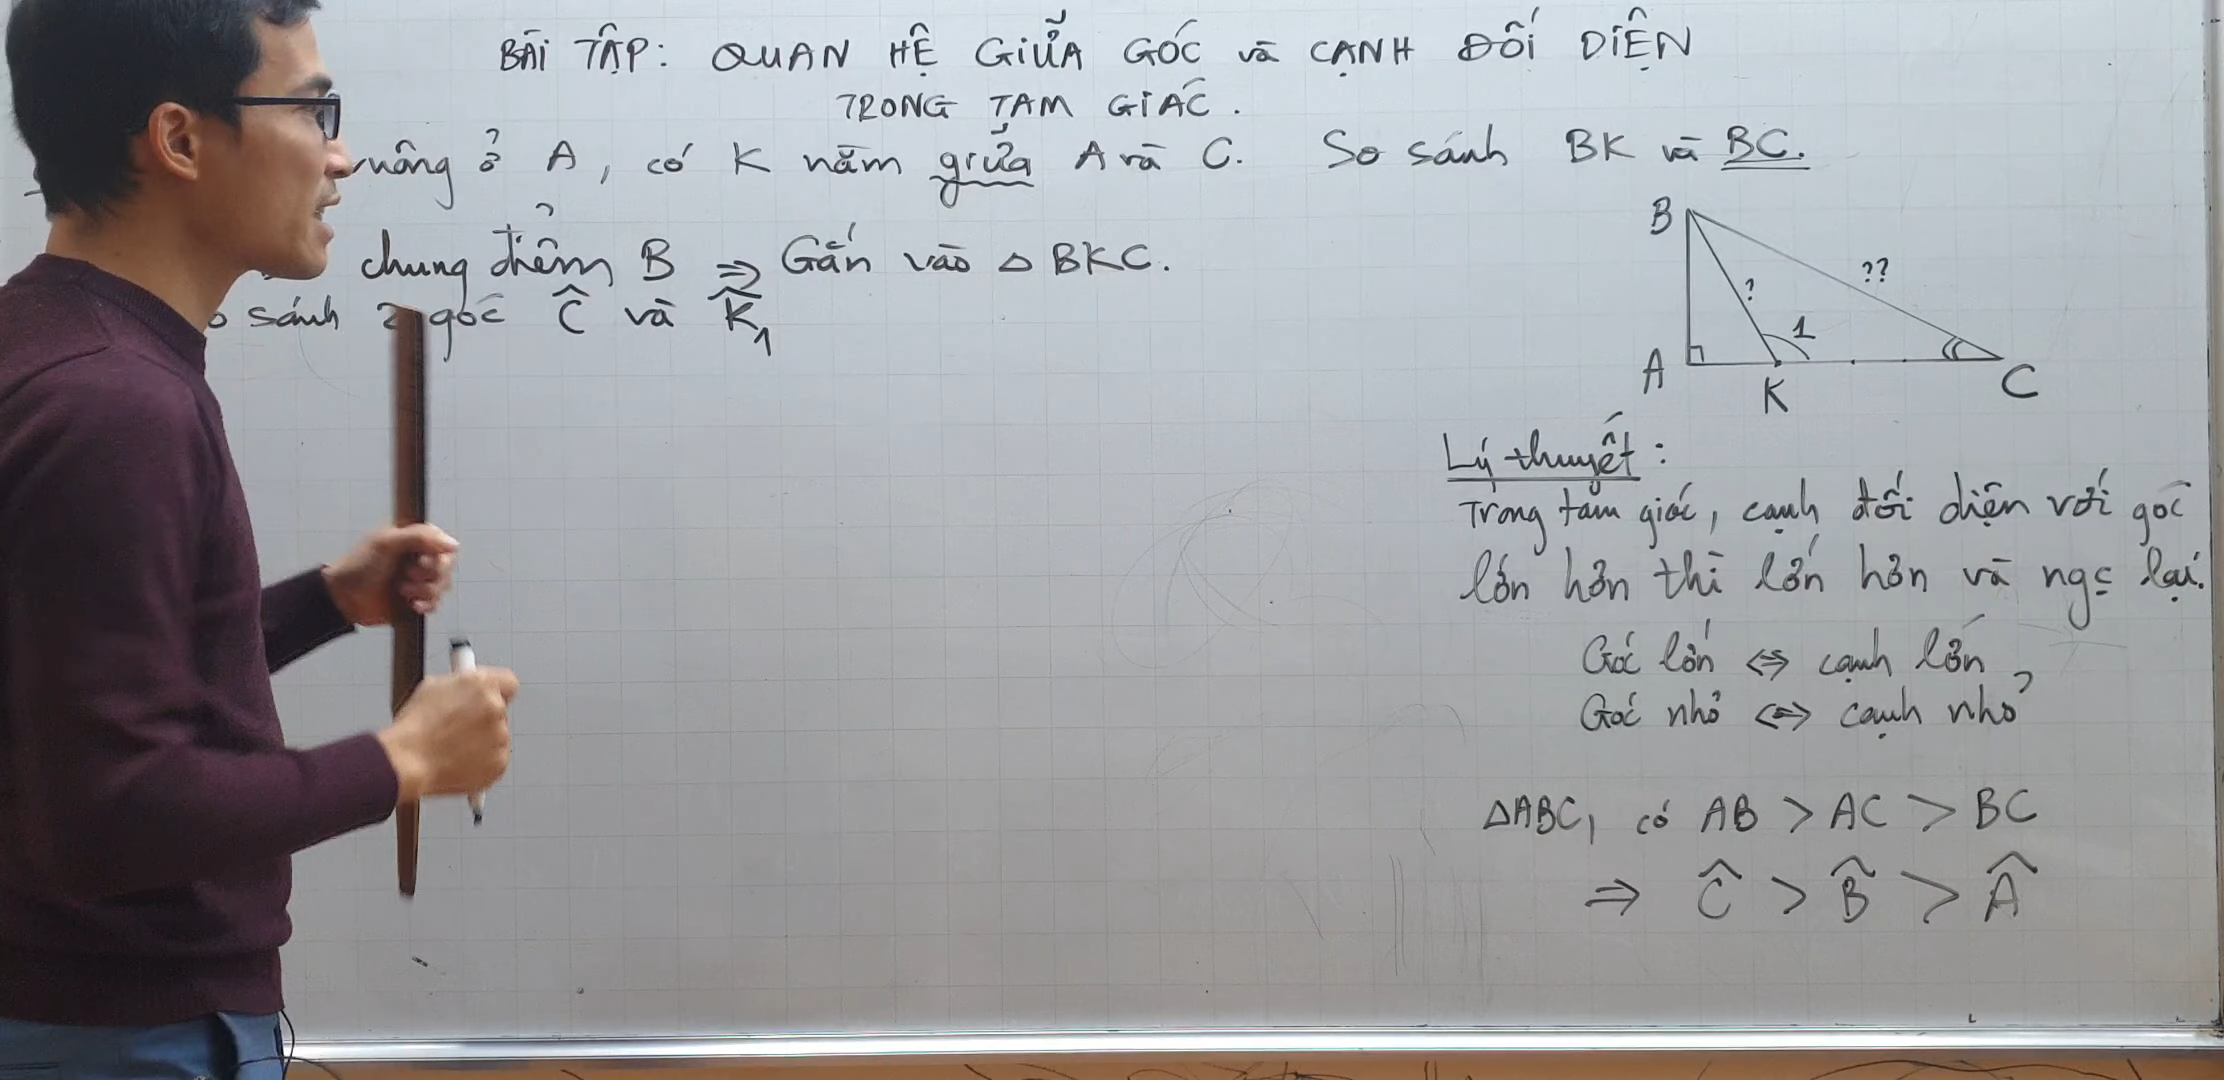 BÀI TẬP: QUAN HỆ GIỮA GÓC và CẠNH ĐỐI DIỆN
TRONG TAM GIÁC.
vuông ở A, có K nằm giữa A và C. So sánh BK và BC.
chung điểm B ⇒ Gắn vào Δ BKC.
sánh 2 góc Ĉ và K̂₁
B
??
?
1
A
K
C
Lý thuyết:
Trong tam giác, cạnh đối diện với góc
lớn hơn thì lớn hơn và ngc lại.
Góc lớn ⇔ cạnh lớn
Góc nhỏ ⇔ cạnh nhỏ
ΔABC, có AB > AC > BC
⇒ Ĉ > B̂ > Â